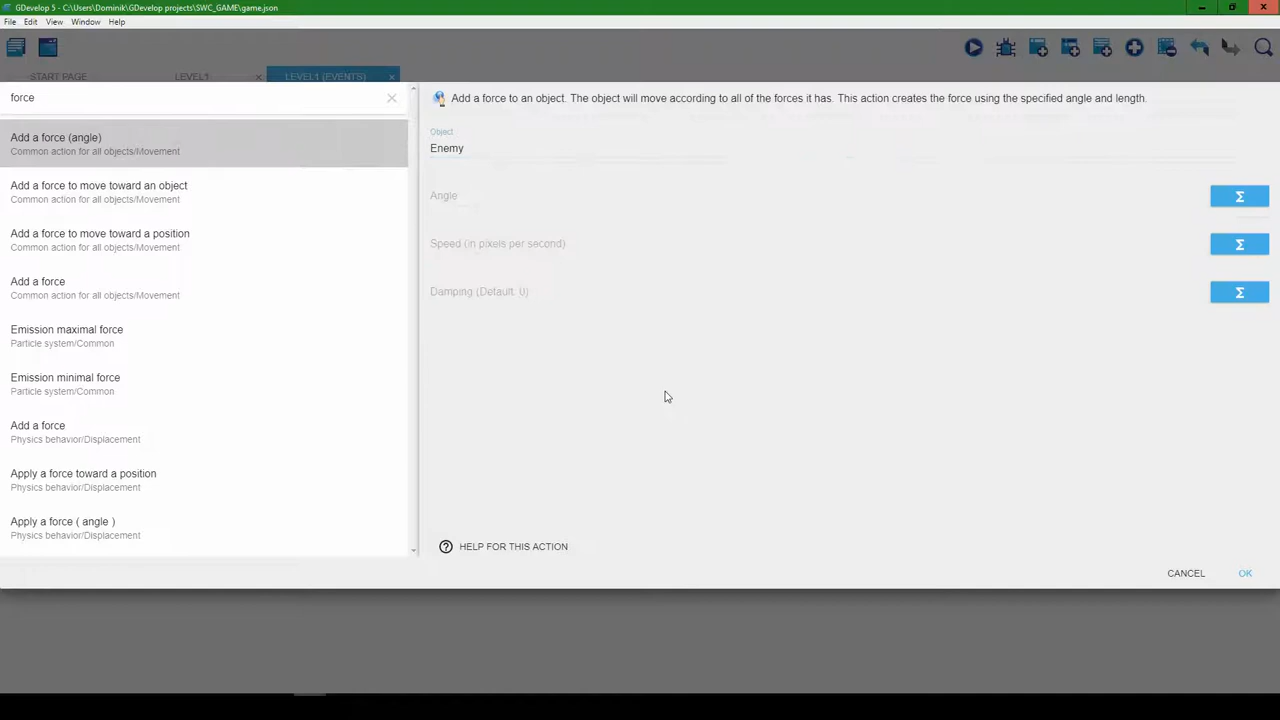 GDevelop 5 - C:\Users\Dominik\GDevelop projects\SWC_GAME\game.json
File Edit View Window Help
START PAGE LEVEL1 × LEVEL1 (EVENTS) ×
force
Add a force (angle)
Common action for all objects/Movement
Add a force to move toward an object
Common action for all objects/Movement
Add a force to move toward a position
Common action for all objects/Movement
Add a force
Common action for all objects/Movement
Emission maximal force
Particle system/Common
Emission minimal force
Particle system/Common
Add a force
Physics behavior/Displacement
Apply a force toward a position
Physics behavior/Displacement
Apply a force ( angle )
Physics behavior/Displacement
Add a force to an object. The object will move according to all of the forces it has. This action creates the force using the specified angle and length.
Object
Enemy
Angle
Σ
Speed (in pixels per second)
Σ
Damping (Default: 0)
Σ
HELP FOR THIS ACTION
CANCEL OK